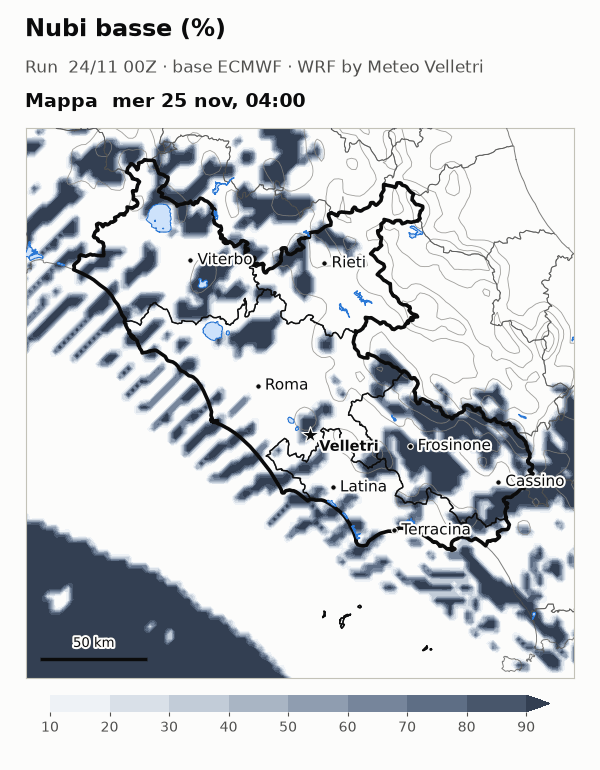 Nubi basse (%)
Run 24/11 00Z · base ECMWF · WRF by Meteo Velletri
Mappa mer 25 nov, 04:00
Viterbo
Rieti
Roma
Velletri
Frosinone
Latina
Cassino
Terracina
50 km
10 20 30 40 50 60 70 80 90